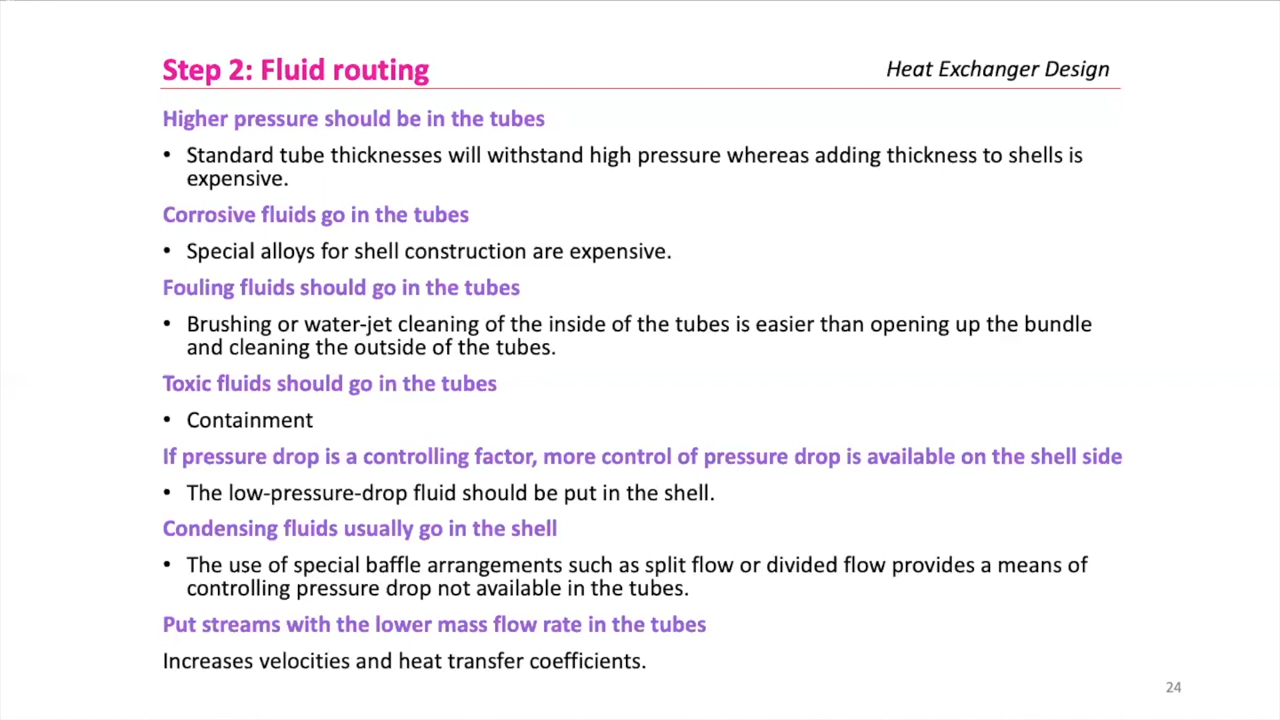 Step 2: Fluid routing
Heat Exchanger Design
Higher pressure should be in the tubes
• Standard tube thicknesses will withstand high pressure whereas adding thickness to shells is
expensive.
Corrosive fluids go in the tubes
• Special alloys for shell construction are expensive.
Fouling fluids should go in the tubes
• Brushing or water-jet cleaning of the inside of the tubes is easier than opening up the bundle
and cleaning the outside of the tubes.
Toxic fluids should go in the tubes
• Containment
If pressure drop is a controlling factor, more control of pressure drop is available on the shell side
• The low-pressure-drop fluid should be put in the shell.
Condensing fluids usually go in the shell
• The use of special baffle arrangements such as split flow or divided flow provides a means of
controlling pressure drop not available in the tubes.
Put streams with the lower mass flow rate in the tubes
Increases velocities and heat transfer coefficients.
24